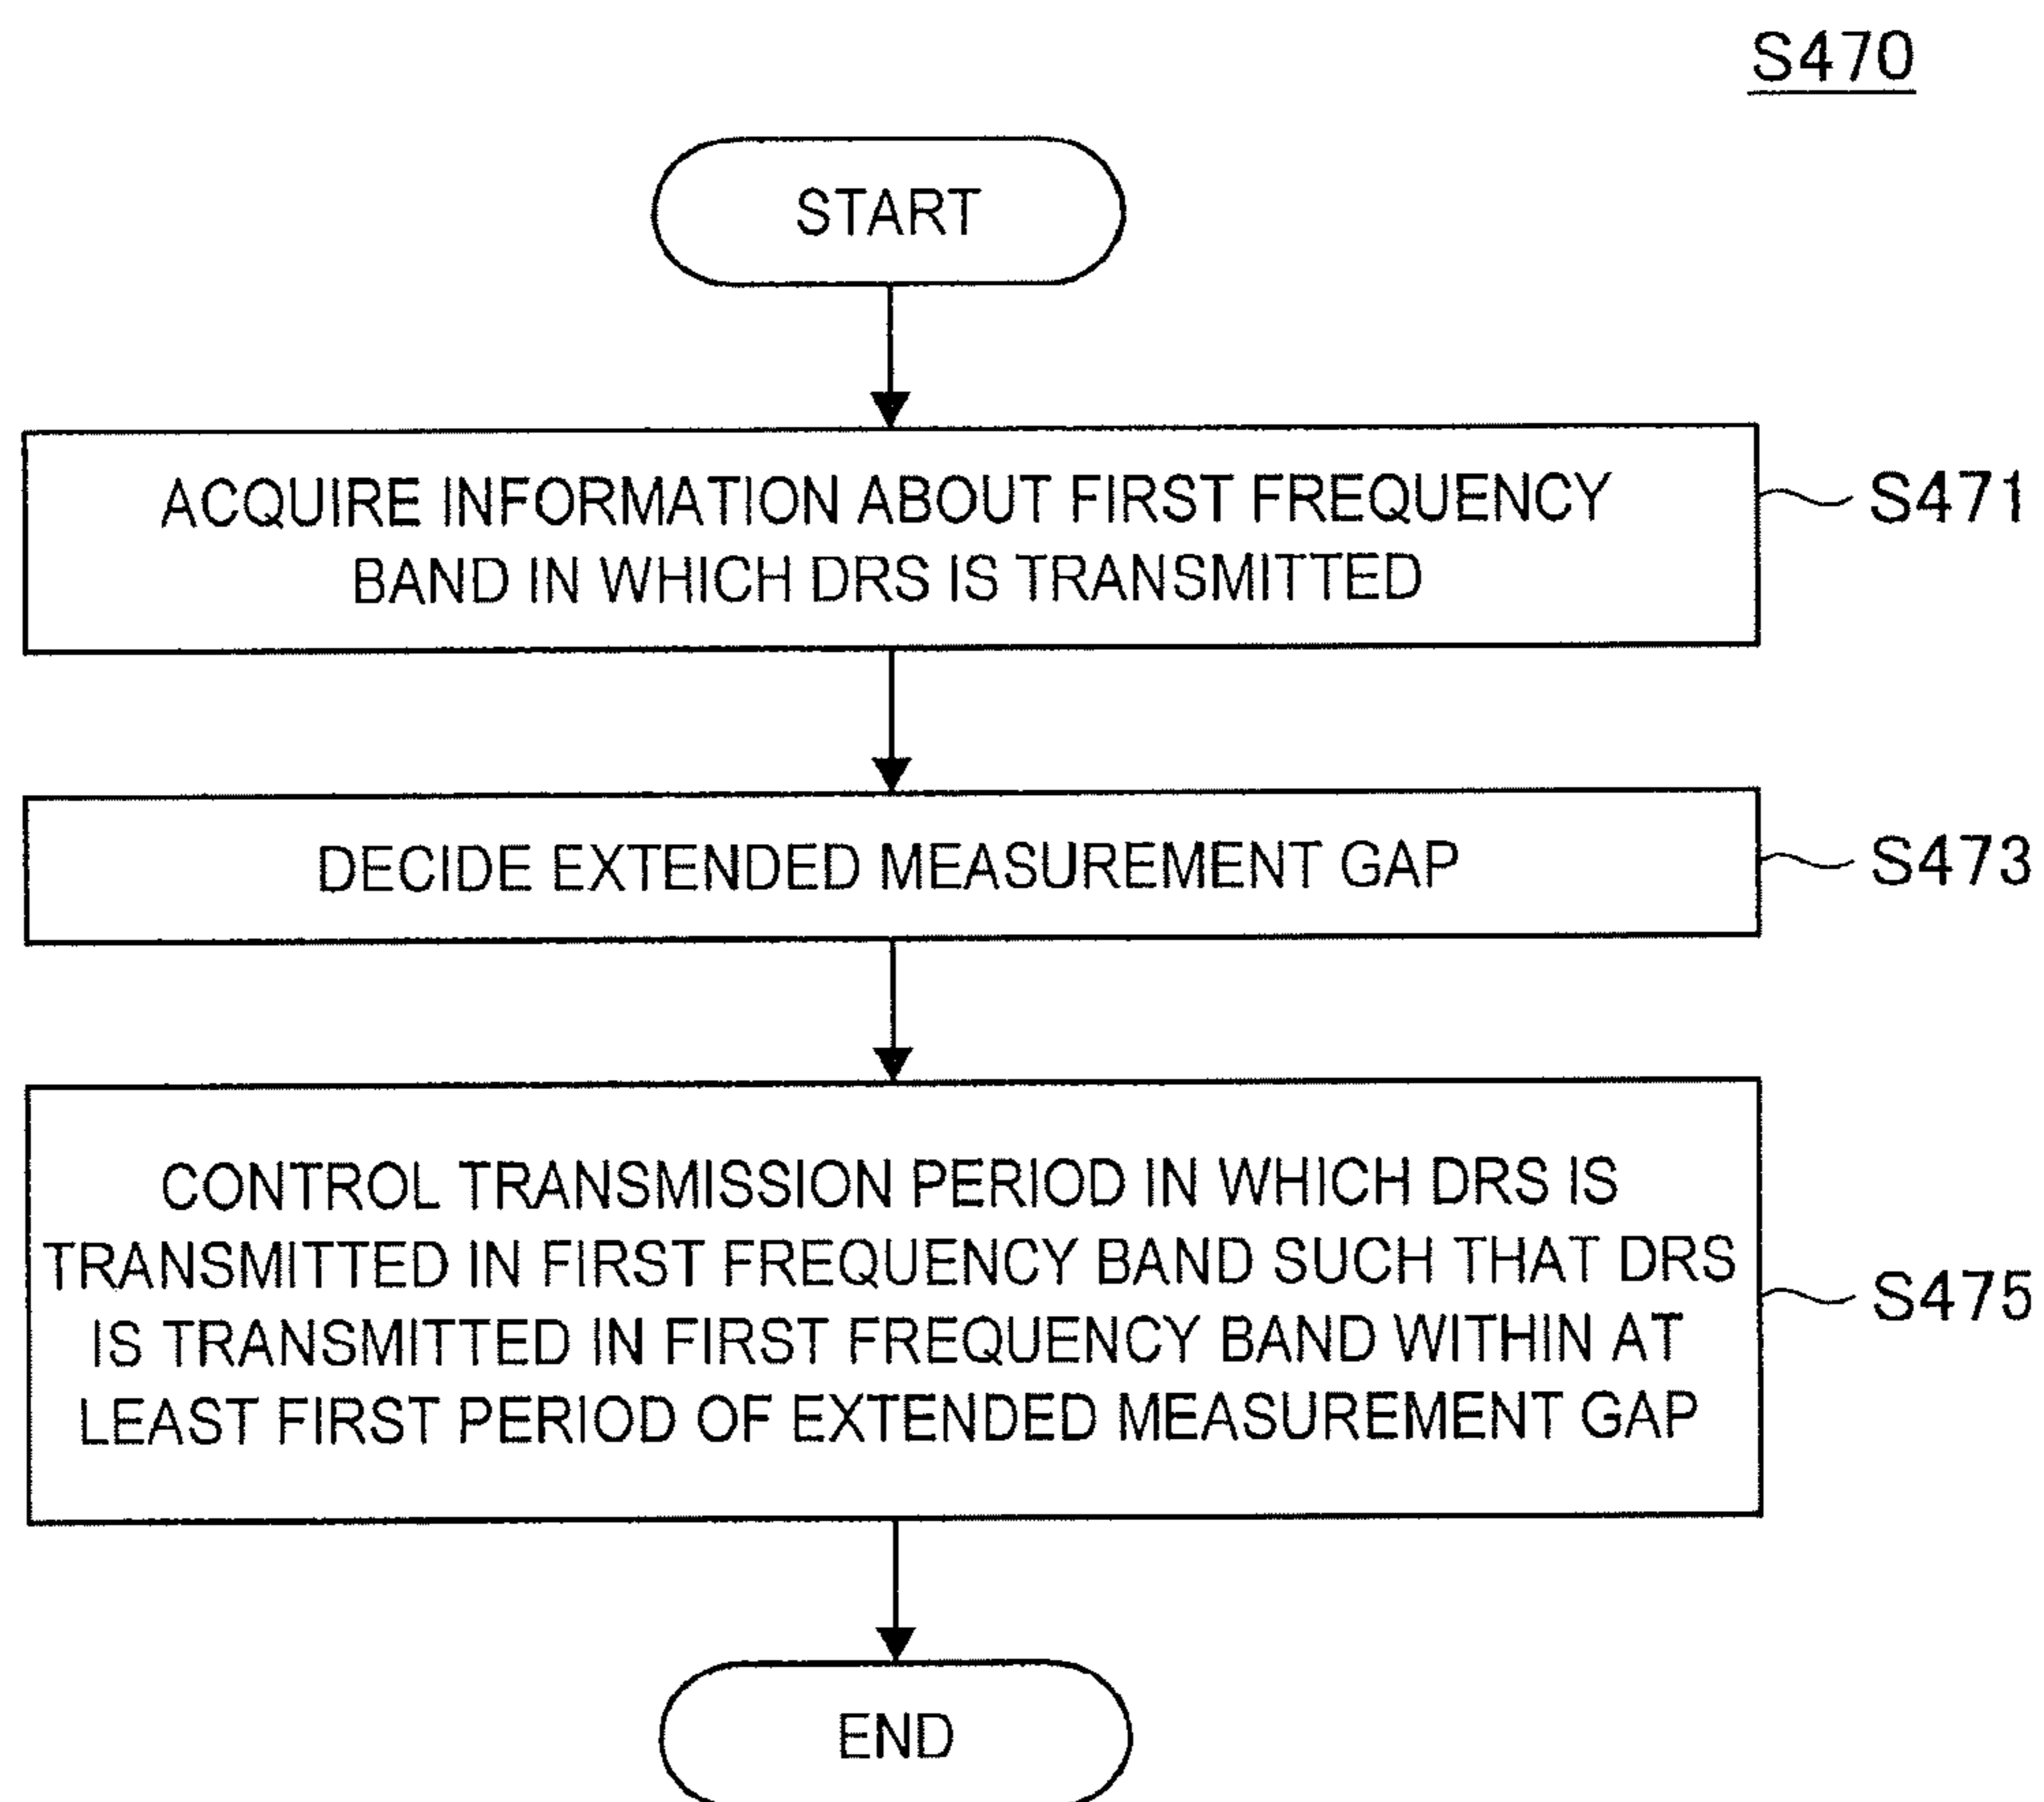 S470
START
ACQUIRE INFORMATION ABOUT FIRST FREQUENCY
BAND IN WHICH DRS IS TRANSMITTED
S471
DECIDE EXTENDED MEASUREMENT GAP
S473
CONTROL TRANSMISSION PERIOD IN WHICH DRS IS
TRANSMITTED IN FIRST FREQUENCY BAND SUCH THAT DRS
IS TRANSMITTED IN FIRST FREQUENCY BAND WITHIN AT
LEAST FIRST PERIOD OF EXTENDED MEASUREMENT GAP
S475
END